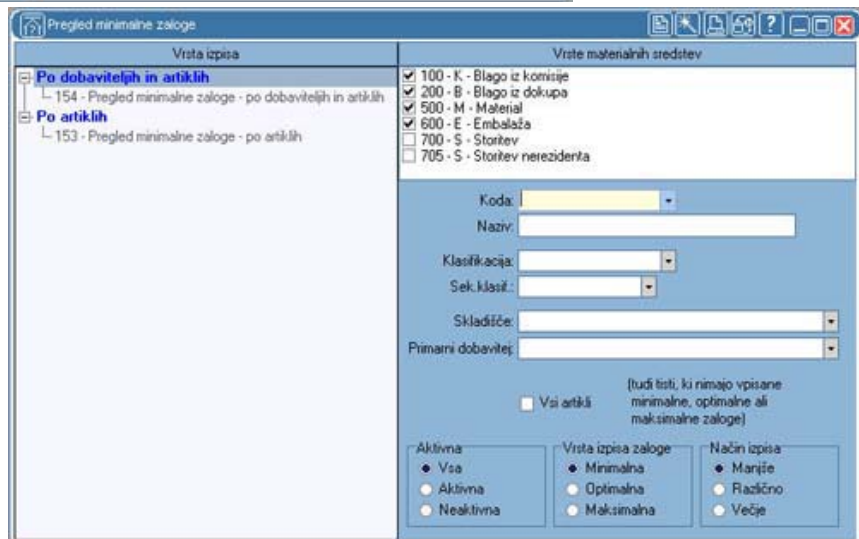 Pregled minimalne zaloge
Vrsta izpisa
Po dobaviteljih in artiklih
154 - Pregled minimalne zaloge - po dobaviteljih in artiklih
Po artiklih
153 - Pregled minimalne zaloge - po artiklih
Vrste materialnih sredstev
100 - K - Blago iz komisije
200 - B - Blago iz dokupa
500 - M - Material
600 - E - Embalaža
700 - S - Storitev
705 - S - Storitev nerezidenta
Koda:
Naziv:
Klasifikacija:
Sek.klasif.:
Skladišče:
Primarni dobavitelj:
Vsi artikli
(tudi tisti, ki nimajo vpisane
minimalne, optimalne ali
maksimalne zaloge)
Aktivna
Vsa
Aktivna
Neaktivna
Vrsta izpisa zaloge
Minimalna
Optimalna
Maksimalna
Način izpisa
Manjše
Različno
Večje